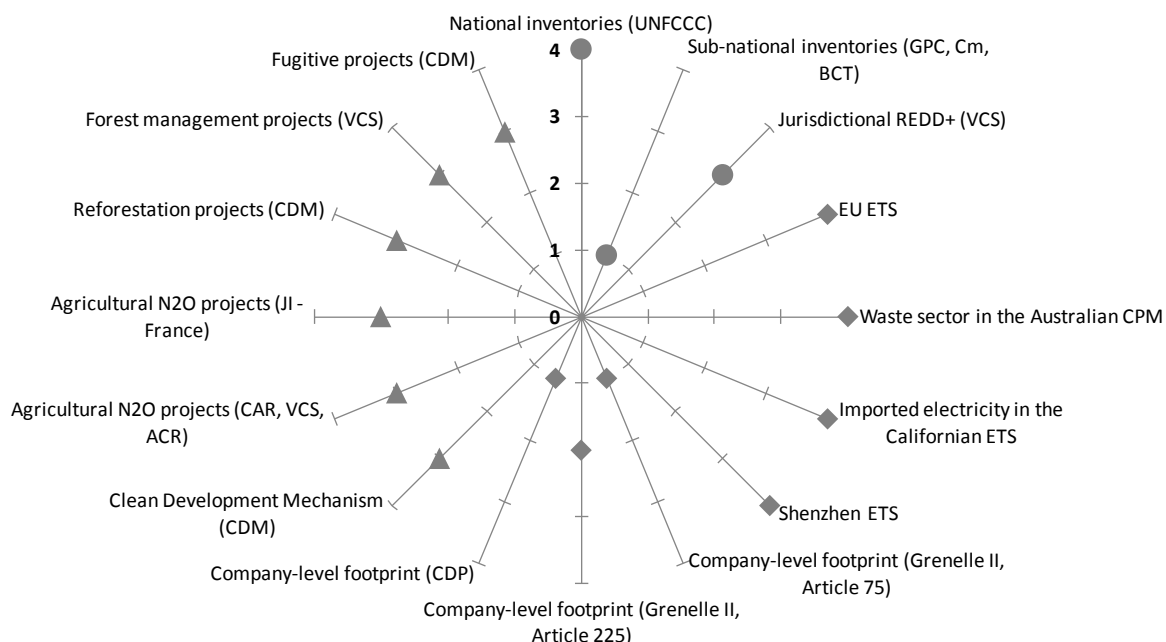 National inventories (UNFCCC)
Sub-national inventories (GPC, Cm,
BCT)
Jurisdictional REDD+ (VCS)
EU ETS
Waste sector in the Australian CPM
Imported electricity in the
Californian ETS
Shenzhen ETS
Company-level footprint (Grenelle II,
Article 75)
Company-level footprint (Grenelle II,
Article 225)
Company-level footprint (CDP)
Clean Development Mechanism
(CDM)
Agricultural N2O projects (CAR, VCS,
ACR)
Agricultural N2O projects (JI -
France)
Reforestation projects (CDM)
Forest management projects (VCS)
Fugitive projects (CDM)
4
3
2
1
0